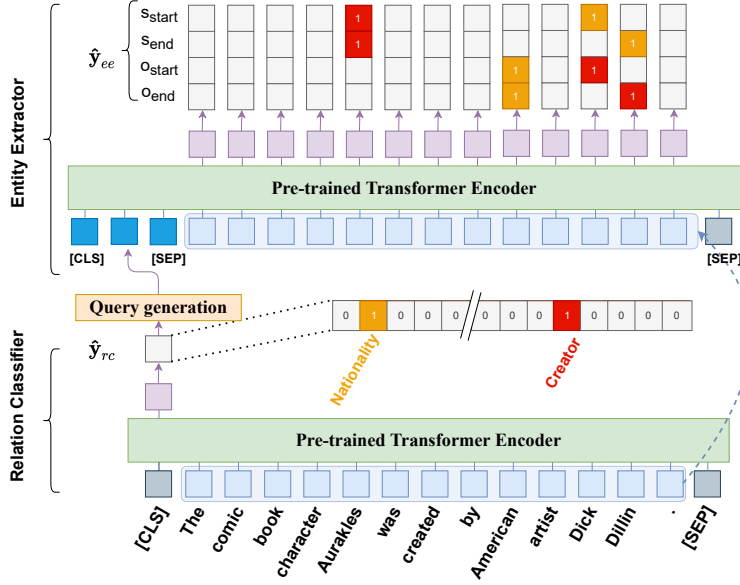 Entity Extractor
ŷee
Sstart
Send
Ostart
Oend
1
1
1
1
1
1
1
1
Pre-trained Transformer Encoder
[CLS]
[SEP]
[SEP]
Query generation
0 1 0 0 0 0 0 0 1 0 0 0 0
Nationality
Creator
Relation Classifier
ŷrc
Pre-trained Transformer Encoder
[CLS] The comic book character Aurakles was created by American artist Dick Dillin . [SEP]